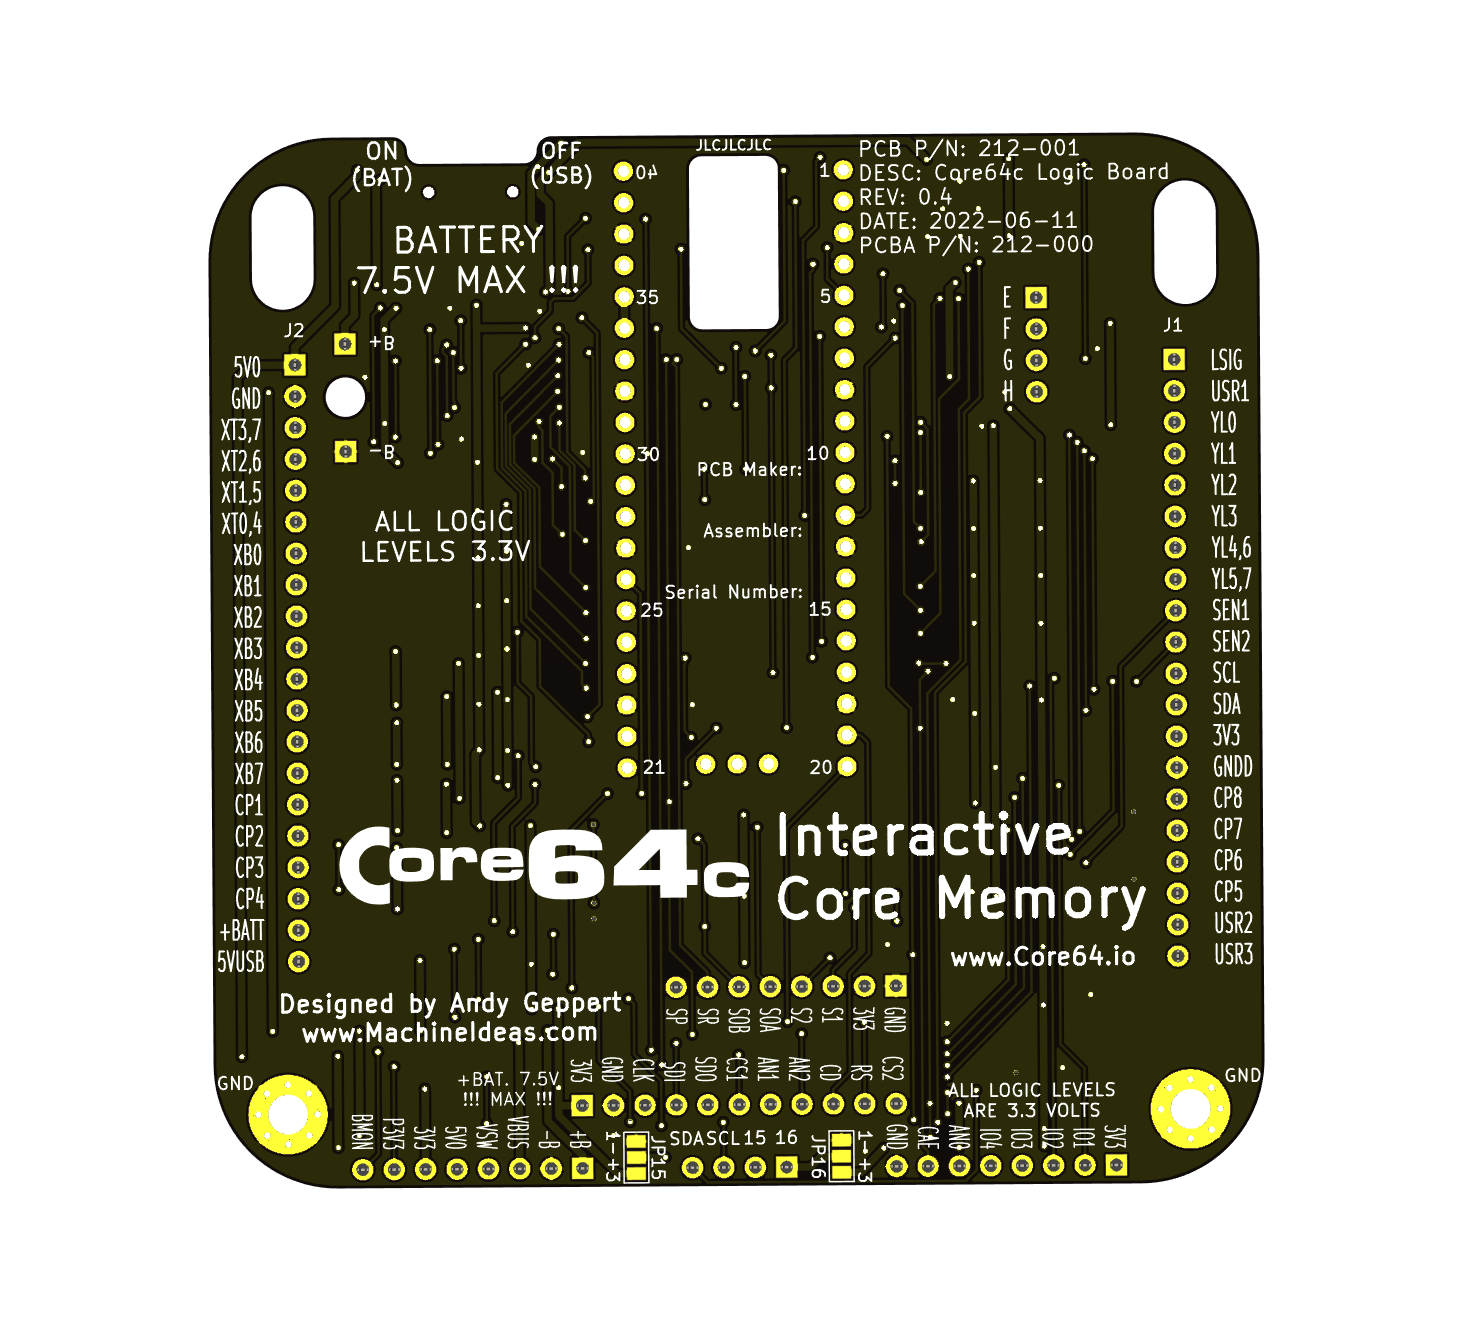 ON
(BAT)
OFF
(USB)
JLCJLCJLC
PCB P/N: 212-001
DESC: Core64c Logic Board
REV: 0.4
DATE: 2022-06-11
PCBA P/N: 212-000
BATTERY
7.5V MAX !!!
40
35
30
25
21
1
5
10
15
20
E
F
G
H
J2
+B
-B
5V0
GND
XT3,7
XT2,6
XT1,5
XT0,4
XB0
XB1
XB2
XB3
XB4
XB5
XB6
XB7
CP1
CP2
CP3
CP4
+BATT
5VUSB
ALL LOGIC
LEVELS 3.3V
PCB Maker:
Assembler:
Serial Number:
J1
LSIG
USR1
YL0
YL1
YL2
YL3
YL4,6
YL5,7
SEN1
SEN2
SCL
SDA
3V3
GNDD
CP8
CP7
CP6
CP5
USR2
USR3
Core64c
Interactive
Core Memory
www.Core64.io
Designed by Andy Geppert
www.MachineIdeas.com
SP
SR
SOB
SOA
S2
S1
3V3
GND
3V3
GND
CLK
SDI
SDO
CS1
AN1
AN2
CD
RS
CS2
GND
GND
+BAT. 7.5V
!!! MAX !!!
ALL LOGIC LEVELS
ARE 3.3 VOLTS
BMON
P3V3
3V3
5V0
VSW
VBUS
-B
+B
1-+3
JP15
SDA SCL 15 16
JP16
1-+3
GND
CAE
AN9
IO4
IO3
IO2
IO1
3V3